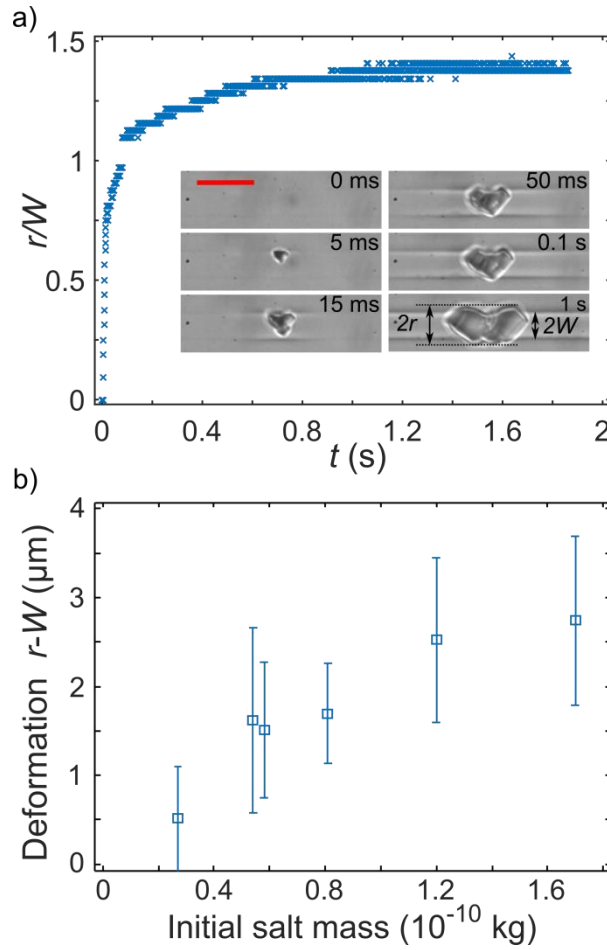 a)
1.5
1
0.5
0
r/W
0 ms
50 ms
5 ms
0.1 s
15 ms
1 s
2r
2W
0 0.4 0.8 1.2 1.6 2
t (s)
b)
4
3
2
1
0
Deformation r-W (µm)
0 0.4 0.8 1.2 1.6
Initial salt mass (10⁻¹⁰ kg)